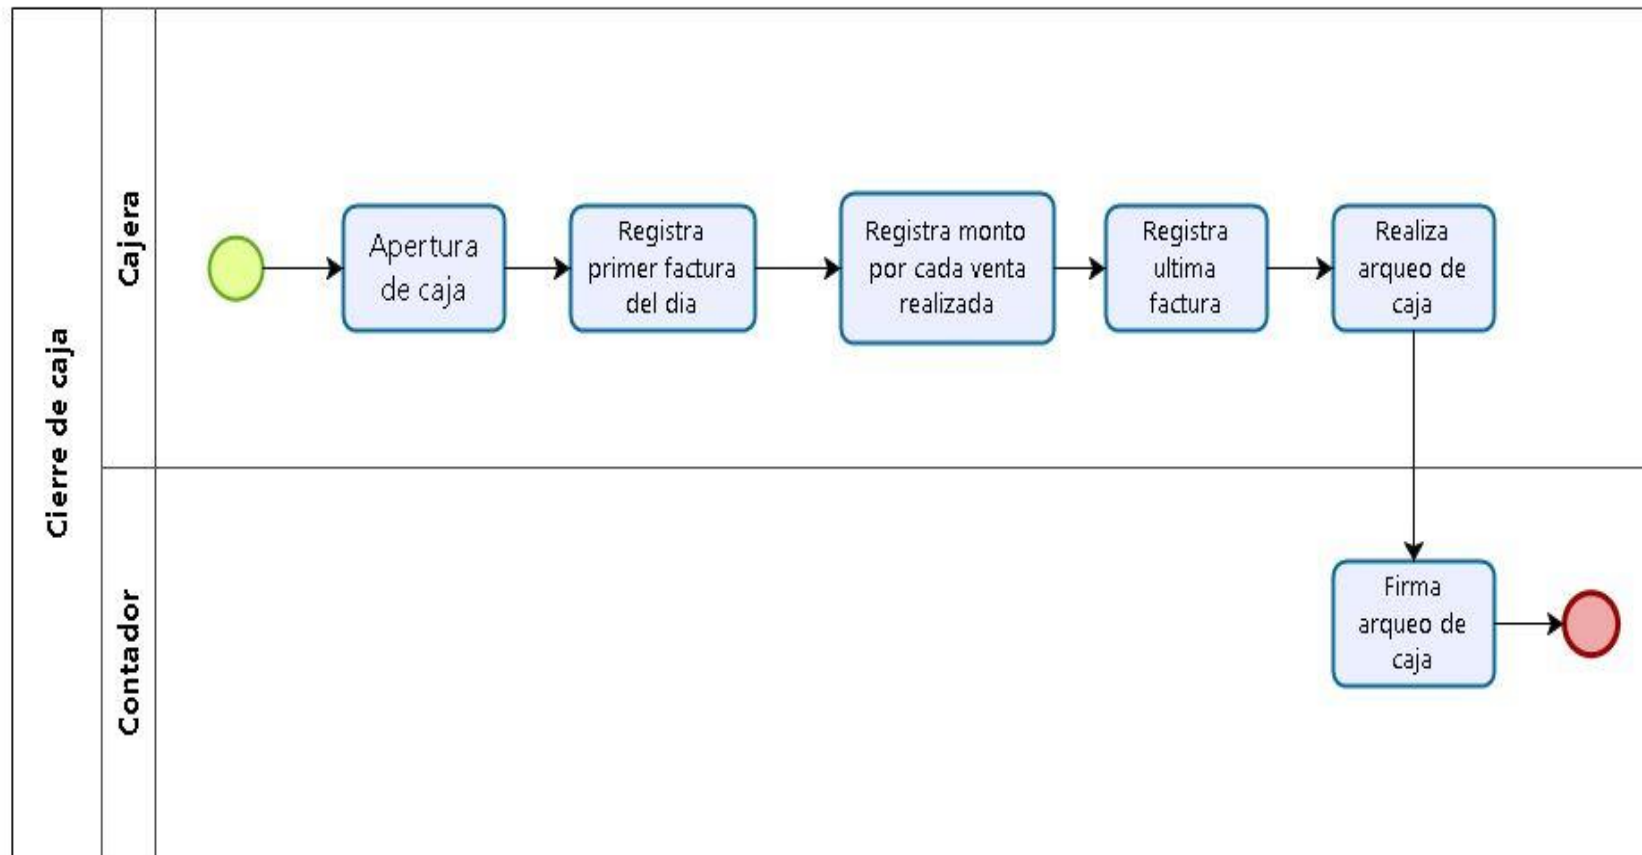 Cierre de caja
Cajera
Apertura
de caja
Registra
primer factura
del dia
Registra monto
por cada venta
realizada
Registra
ultima
factura
Realiza
arqueo de
caja
Contador
Firma
arqueo de
caja